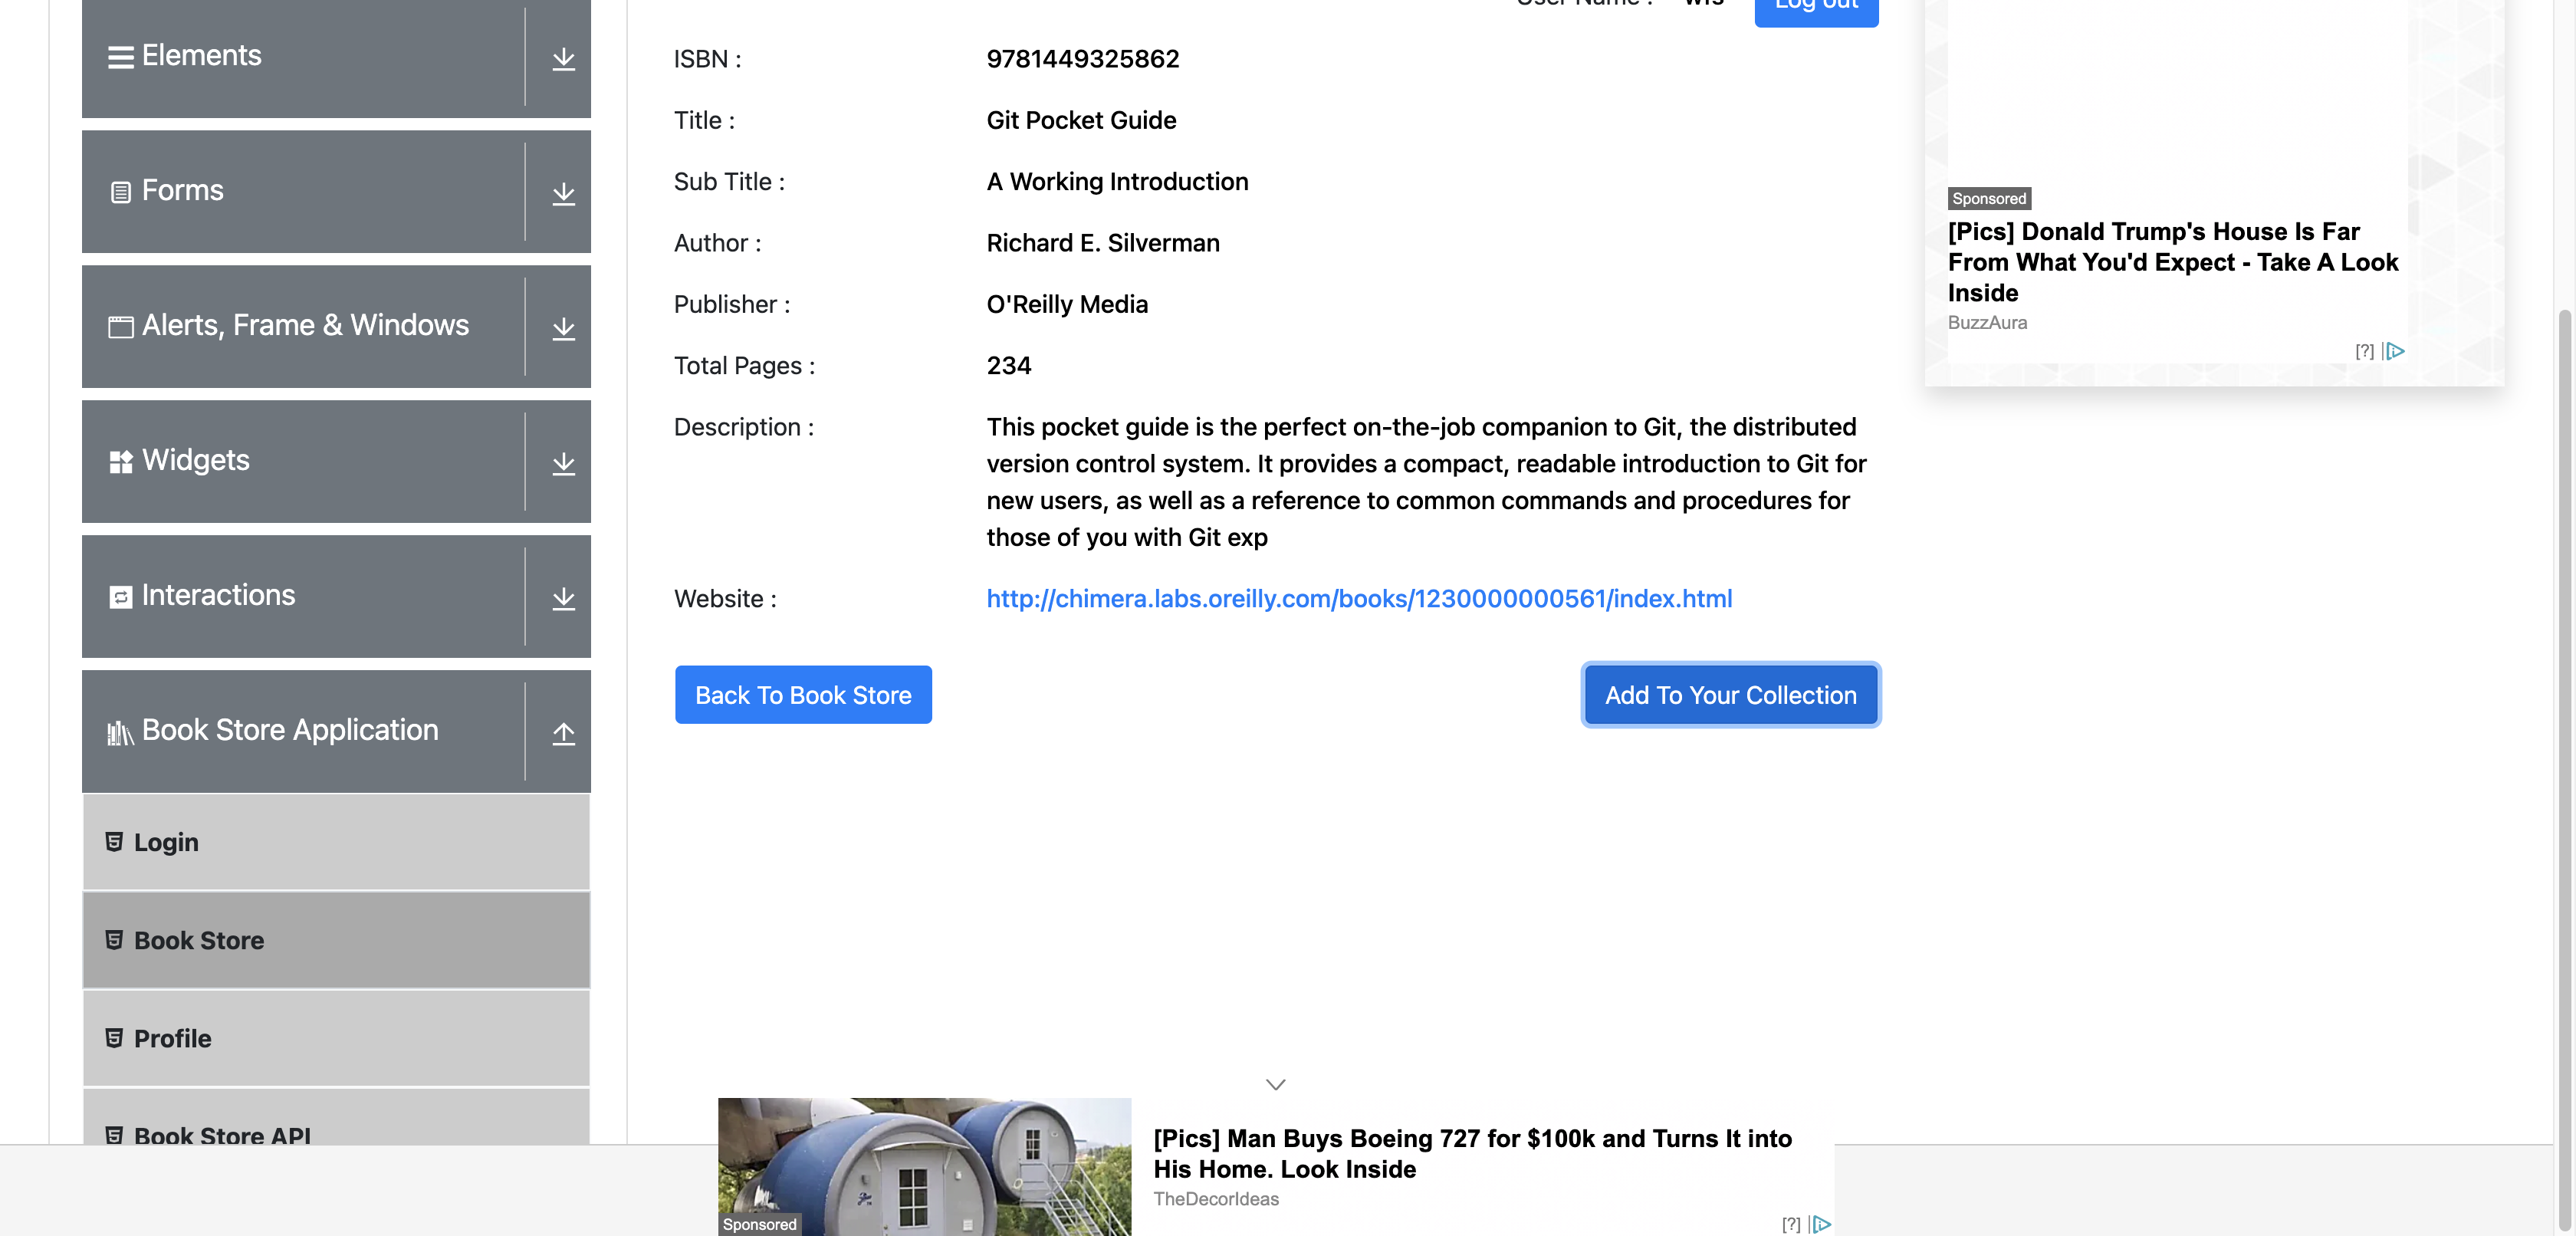 Elements
Forms
Alerts, Frame & Windows
Widgets
Interactions
Book Store Application
Login
Book Store
Profile
Book Store API
User Name : wfs
Log out
ISBN : 9781449325862
Title : Git Pocket Guide
Sub Title : A Working Introduction
Author : Richard E. Silverman
Publisher : O'Reilly Media
Total Pages : 234
Description : This pocket guide is the perfect on-the-job companion to Git, the distributed
version control system. It provides a compact, readable introduction to Git for
new users, as well as a reference to common commands and procedures for
those of you with Git exp
Website : http://chimera.labs.oreilly.com/books/1230000000561/index.html
Back To Book Store
Add To Your Collection
Sponsored
[Pics] Donald Trump's House Is Far
From What You'd Expect - Take A Look
Inside
BuzzAura
[?]
[Pics] Man Buys Boeing 727 for $100k and Turns It into
His Home. Look Inside
TheDecorIdeas
Sponsored
[?]